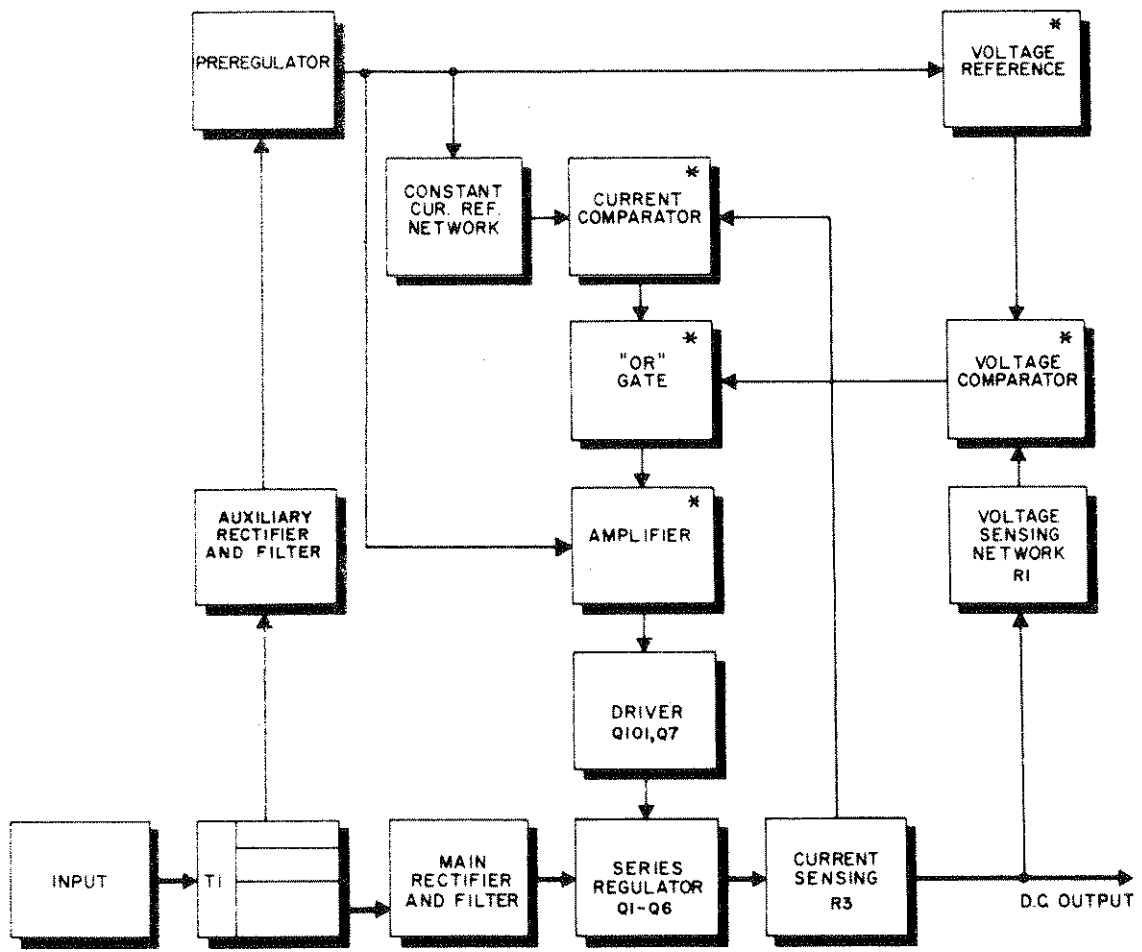 PREREGULATOR
*
VOLTAGE
REFERENCE
CONSTANT
CUR. REF.
NETWORK
*
CURRENT
COMPARATOR
*
"OR"
GATE
*
VOLTAGE
COMPARATOR
AUXILIARY
RECTIFIER
AND FILTER
*
AMPLIFIER
VOLTAGE
SENSING
NETWORK
R1
DRIVER
Q101,Q7
INPUT
T1
MAIN
RECTIFIER
AND FILTER
SERIES
REGULATOR
Q1-Q6
CURRENT
SENSING
R3
D.C OUTPUT